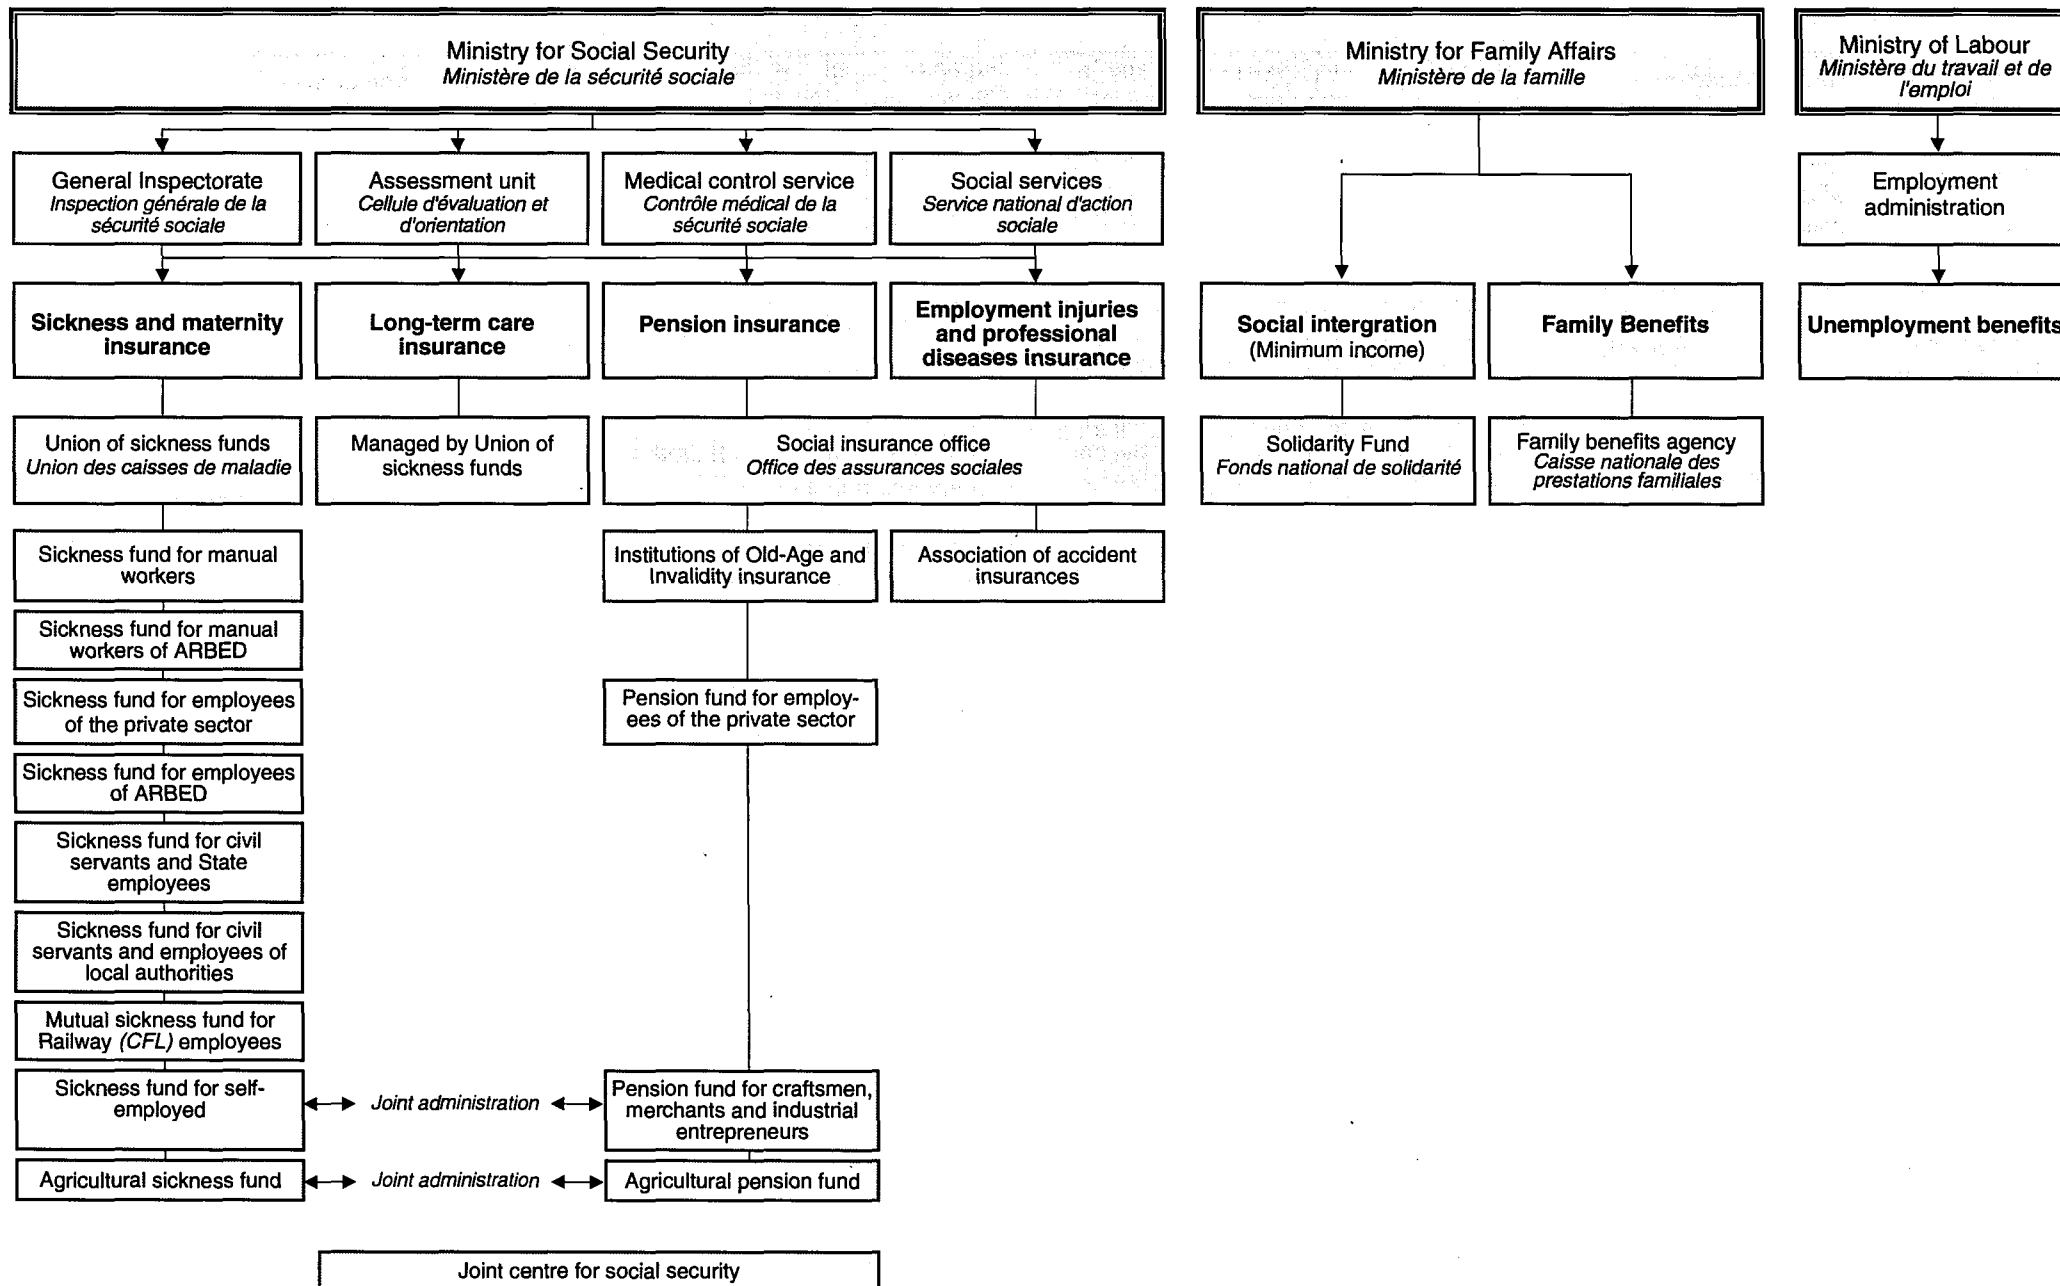 Ministry for Social Security
Ministère de la sécurité sociale
Ministry for Family Affairs
Ministère de la famille
Ministry of Labour
Ministère du travail et de
l'emploi
General Inspectorate
Inspection générale de la
sécurité sociale
Assessment unit
Cellule d'évaluation et
d'orientation
Medical control service
Contrôle médical de la
sécurité sociale
Social services
Service national d'action
sociale
Employment
administration
Sickness and maternity
insurance
Long-term care
insurance
Pension insurance
Employment injuries
and professional
diseases insurance
Social intergration
(Minimum income)
Family Benefits
Unemployment benefits
Union of sickness funds
Union des caisses de maladie
Managed by Union of
sickness funds
Social insurance office
Office des assurances sociales
Solidarity Fund
Fonds national de solidarité
Family benefits agency
Caisse nationale des
prestations familiales
Sickness fund for manual
workers
Institutions of Old-Age and
Invalidity insurance
Association of accident
insurances
Sickness fund for manual
workers of ARBED
Sickness fund for employees
of the private sector
Pension fund for employ-
ees of the private sector
Sickness fund for employees
of ARBED
Sickness fund for civil
servants and State
employees
Sickness fund for civil
servants and employees of
local authorities
Mutual sickness fund for
Railway (CFL) employees
Sickness fund for self-
employed
Joint administration
Pension fund for craftsmen,
merchants and industrial
entrepreneurs
Agricultural sickness fund
Joint administration
Agricultural pension fund
Joint centre for social security